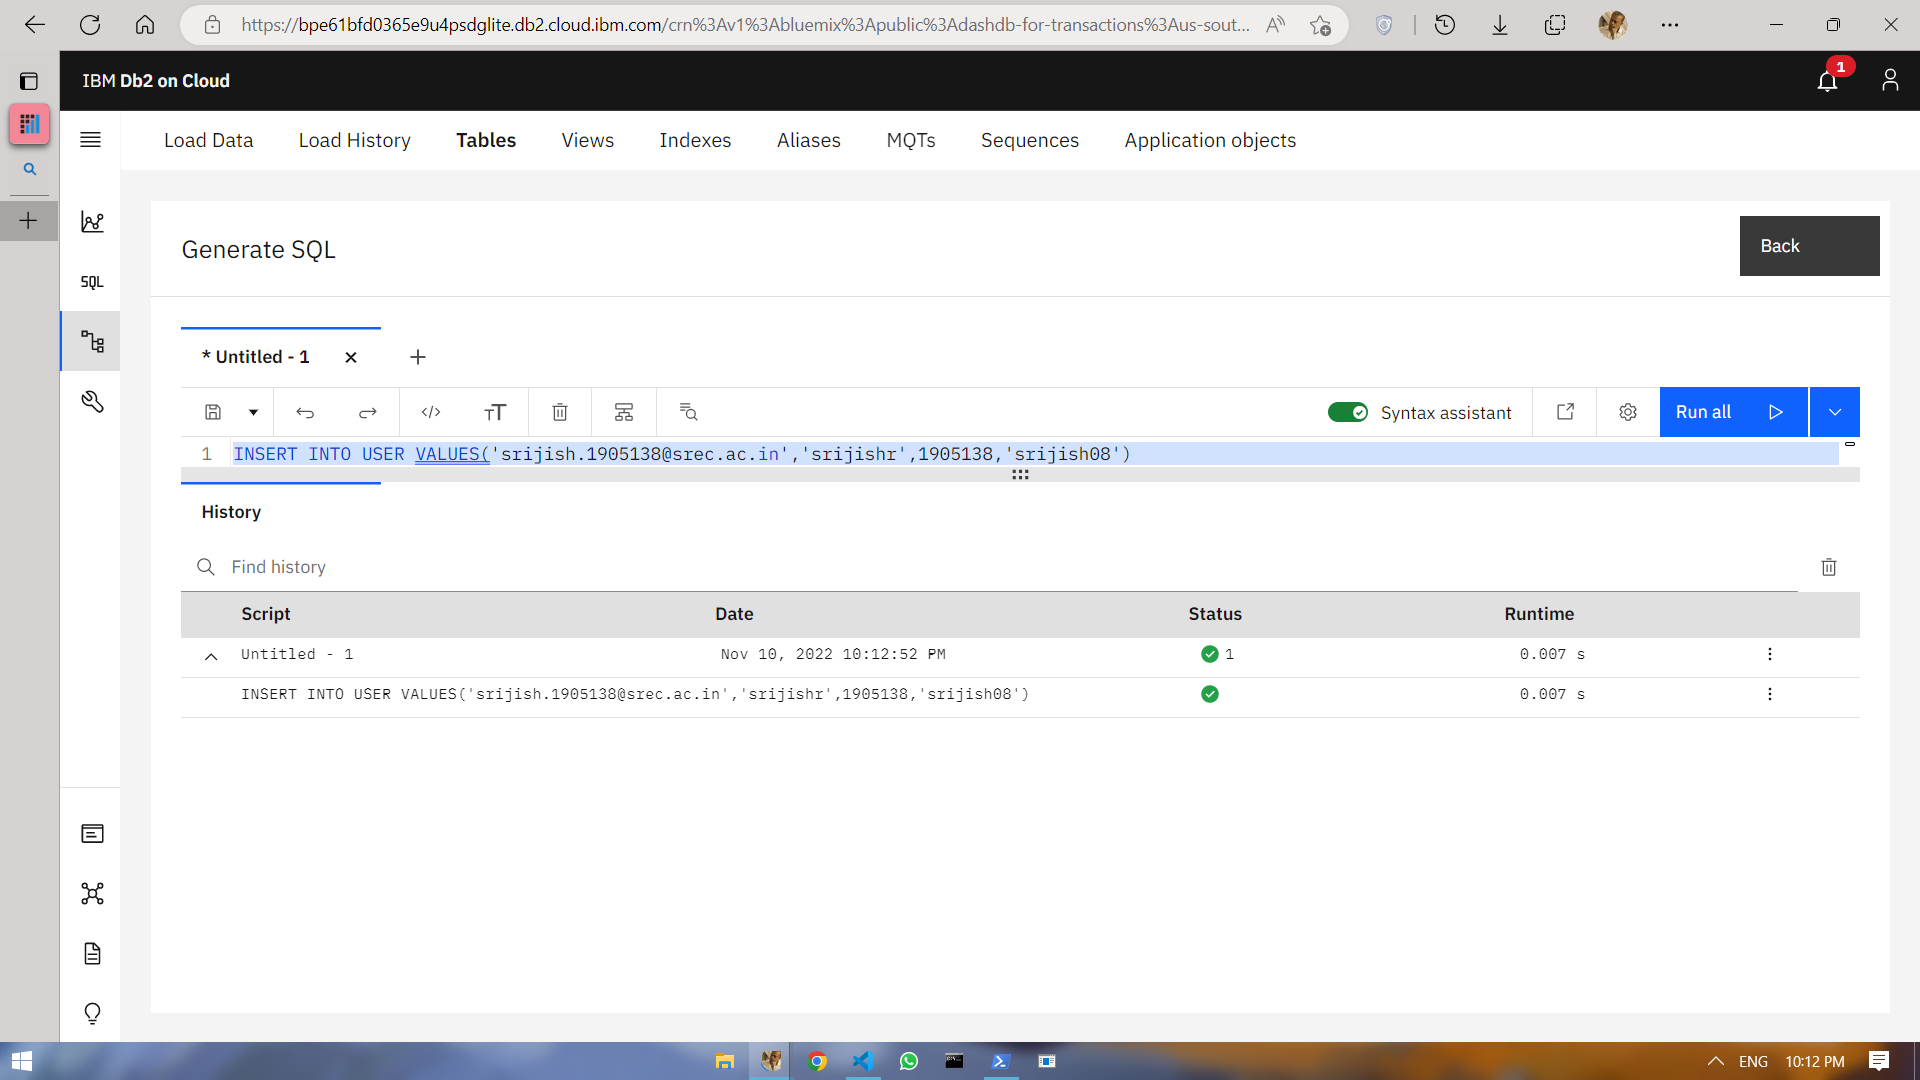 https://bpe61bfd0365e9u4psdglite.db2.cloud.ibm.com/crn%3Av1%3Abluemix%3Apublic%3Adashdb-for-transactions%3Aus-sout...
IBM Db2 on Cloud
1
Load Data Load History Tables Views Indexes Aliases MQTs Sequences Application objects
SQL
Generate SQL
Back
* Untitled - 1
Syntax assistant
Run all
1 INSERT INTO USER VALUES('srijish.1905138@srec.ac.in','srijishr',1905138,'srijish08')
History
Find history
Script Date Status Runtime
Untitled - 1 Nov 10, 2022 10:12:52 PM 1 0.007 s
INSERT INTO USER VALUES('srijish.1905138@srec.ac.in','srijishr',1905138,'srijish08') 0.007 s
ENG 10:12 PM